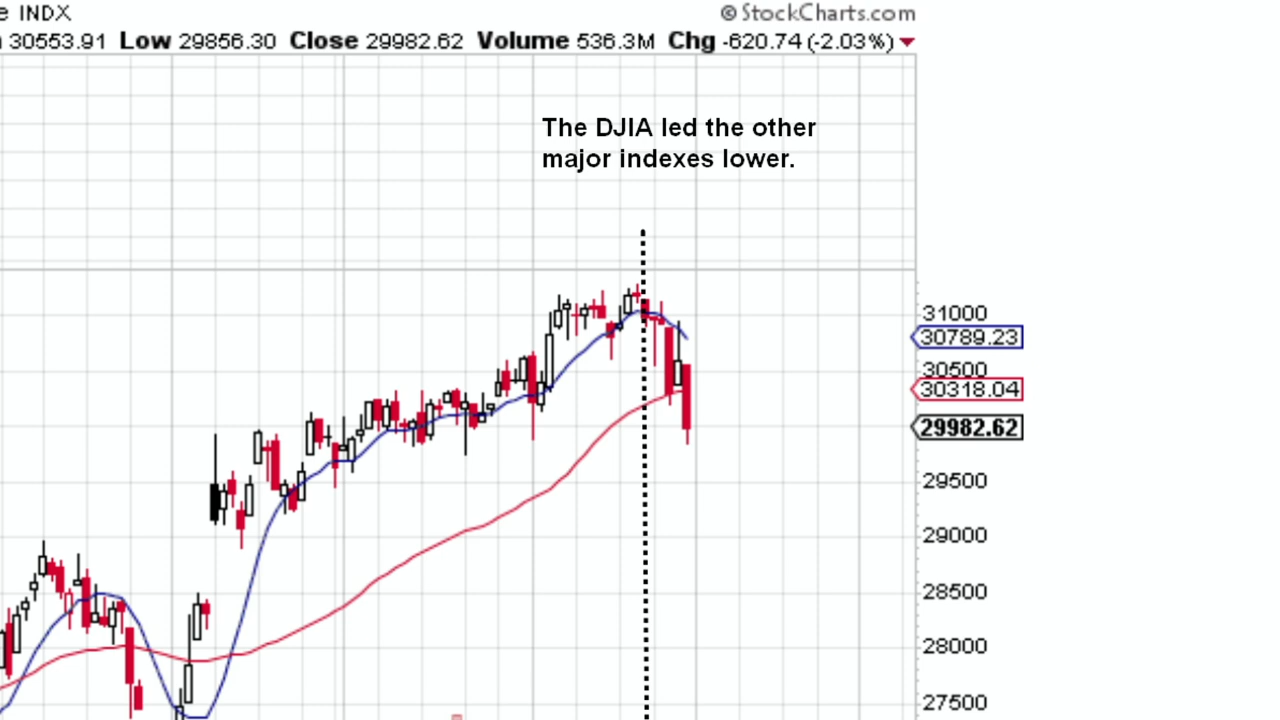 e INDX
© StockCharts.com
30553.91 Low 29856.30 Close 29982.62 Volume 536.3M Chg -620.74 (-2.03%)
The DJIA led the other
major indexes lower.
31000
30789.23
30500
30318.04
29982.62
29500
29000
28500
28000
27500